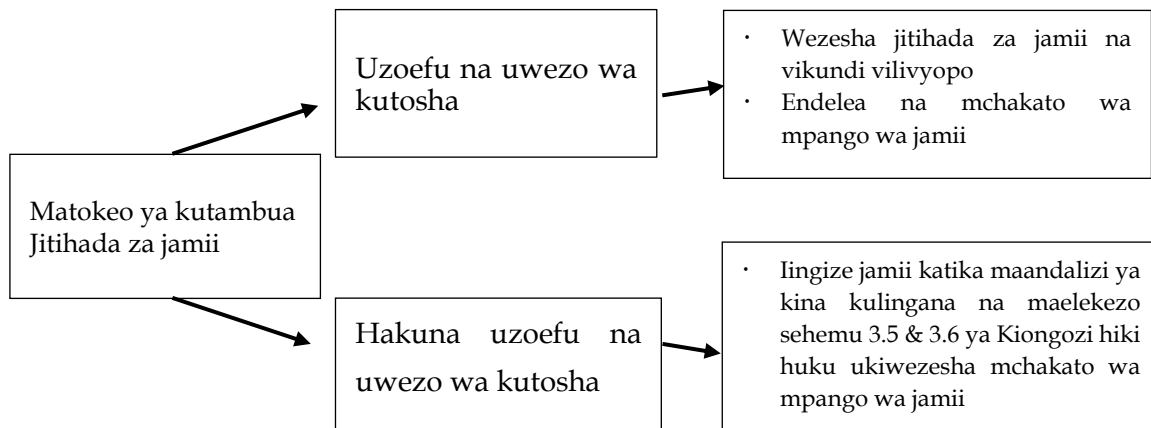 Uzoefu na uwezo wa
kutosha
· Wezesha jitihada za jamii na
vikundi vilivyopo
· Endelea na mchakato wa
mpango wa jamii
Matokeo ya kutambua
Jitihada za jamii
Hakuna uzoefu na
uwezo wa kutosha
· Iingize jamii katika maandalizi ya
kina kulingana na maelekezo
sehemu 3.5 & 3.6 ya Kiongozi hiki
huku ukiwezesha mchakato wa
mpango wa jamii